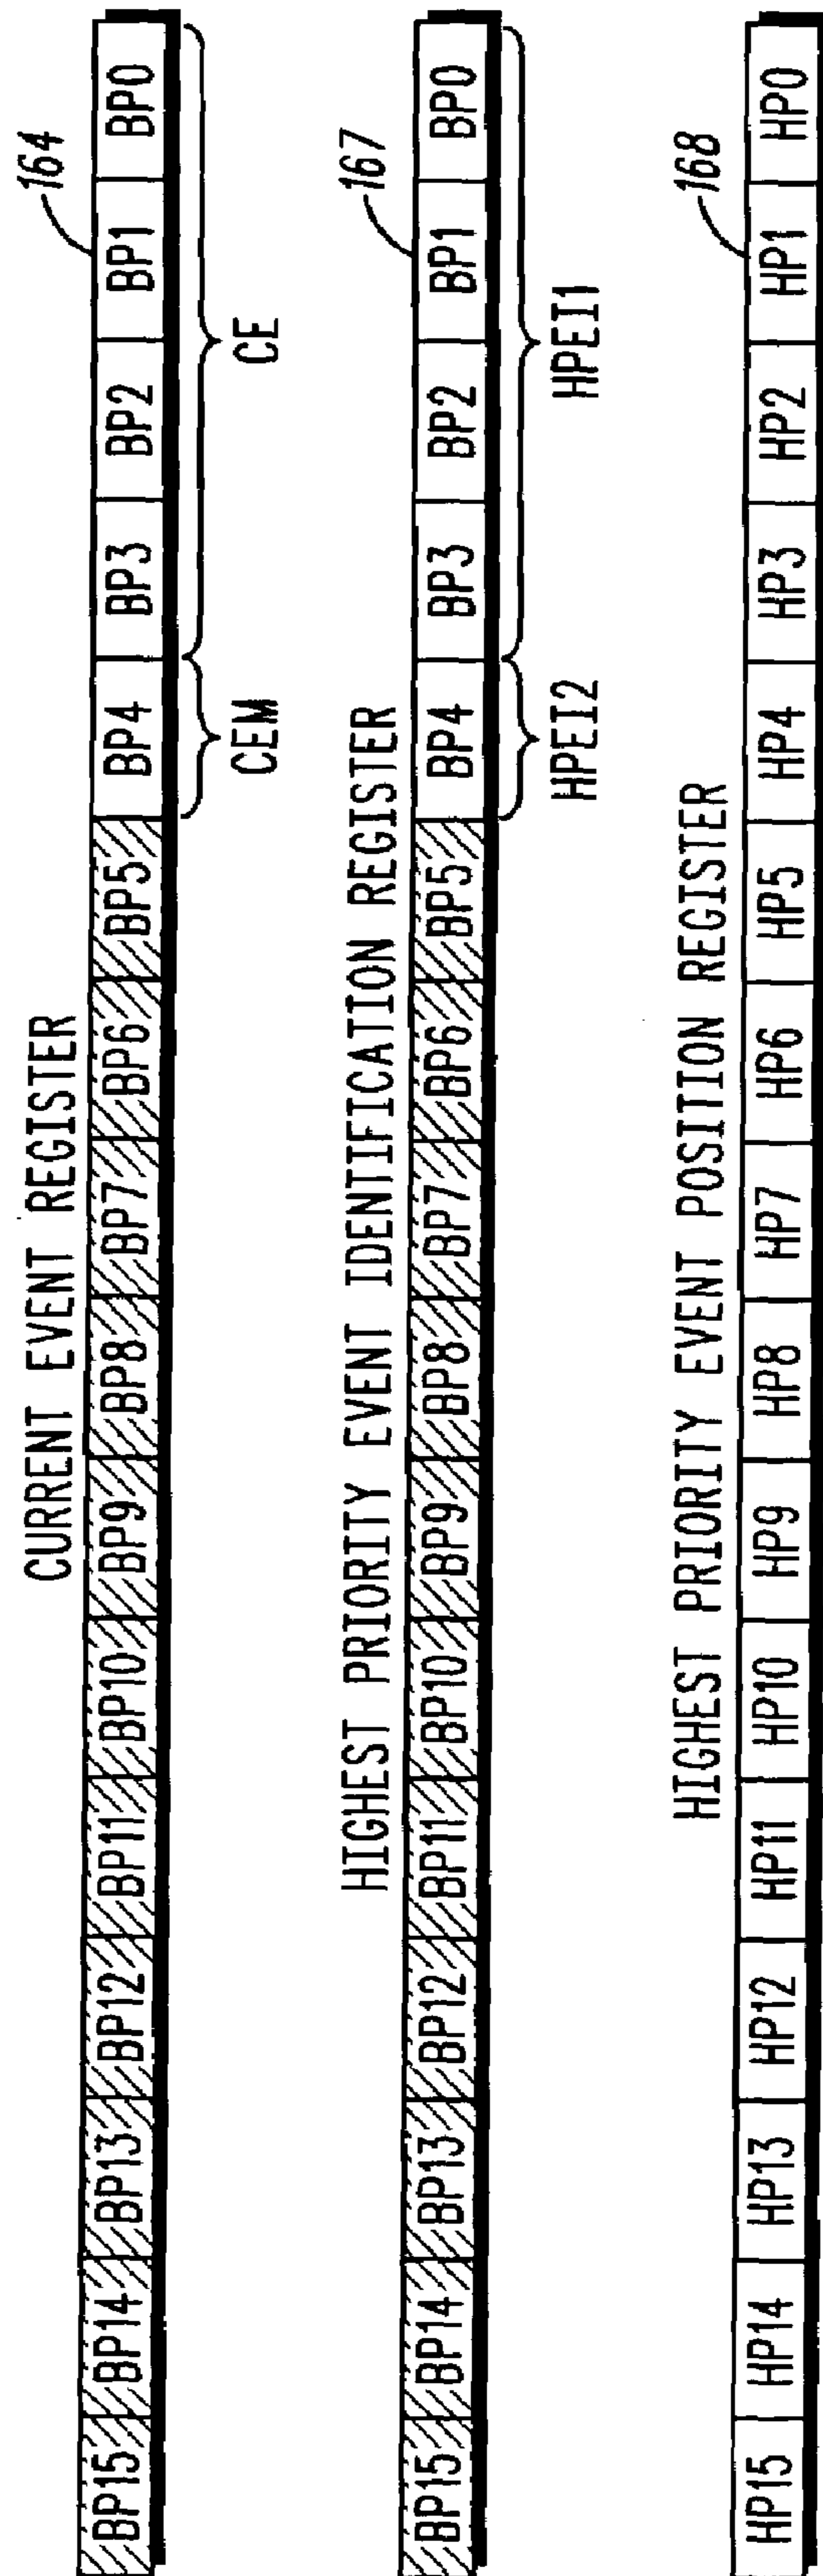 CURRENT EVENT REGISTER
164
BP15 BP14 BP13 BP12 BP11 BP10 BP9 BP8 BP7 BP6 BP5 BP4 BP3 BP2 BP1 BP0
CEM CE
HIGHEST PRIORITY EVENT IDENTIFICATION REGISTER
167
BP15 BP14 BP13 BP12 BP11 BP10 BP9 BP8 BP7 BP6 BP5 BP4 BP3 BP2 BP1 BP0
HPEI2 HPEI1
HIGHEST PRIORITY EVENT POSITION REGISTER
168
HP15 HP14 HP13 HP12 HP11 HP10 HP9 HP8 HP7 HP6 HP5 HP4 HP3 HP2 HP1 HP0